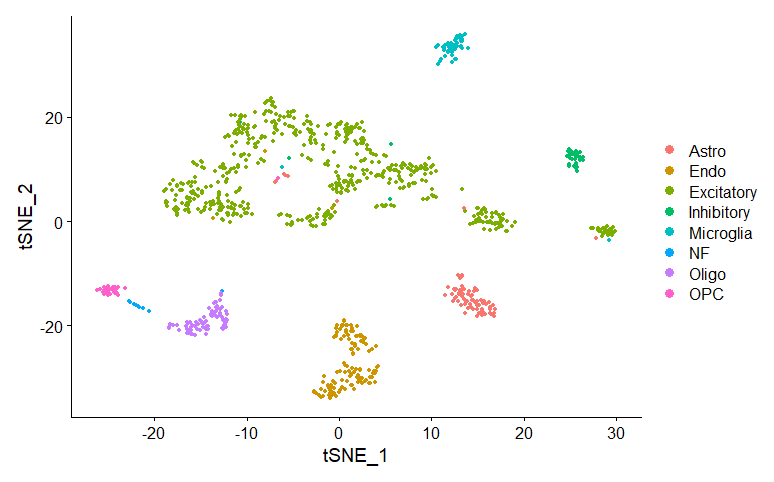 tSNE_2
20
0
-20
-20
-10
0
10
20
30
tSNE_1
Astro
Endo
Excitatory
Inhibitory
Microglia
NF
Oligo
OPC